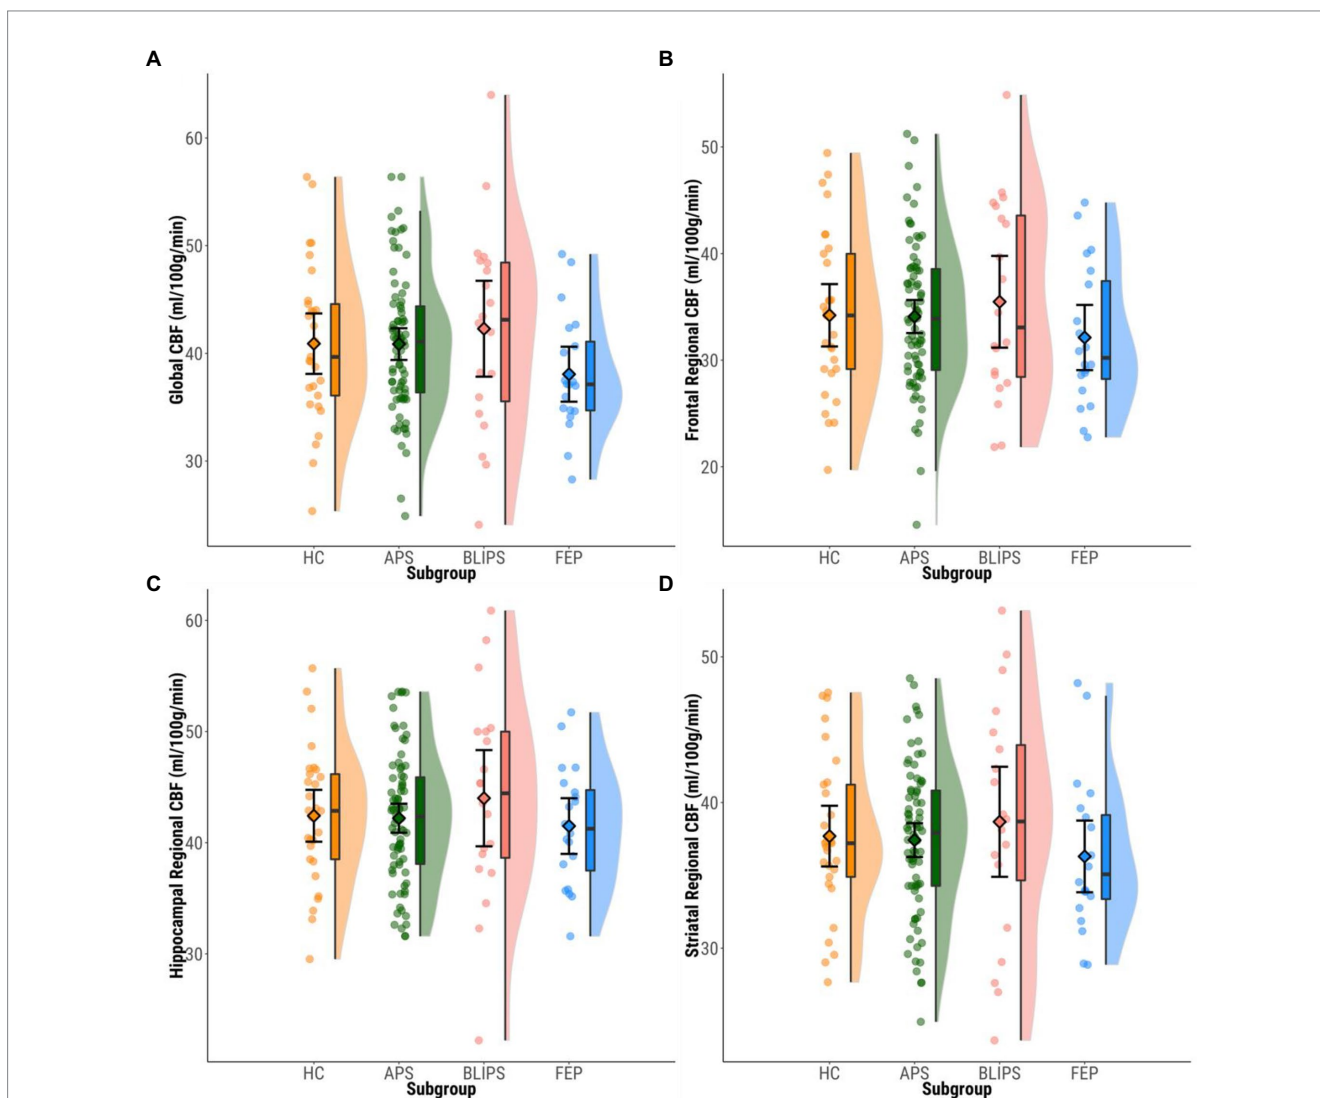 A
Global CBF (ml/100g/min)
60
50
40
30
HC APS BLIPS FEP
Subgroup
B
Frontal Regional CBF (ml/100g/min)
50
40
30
20
HC APS BLIPS FEP
Subgroup
C
Hippocampal Regional CBF (ml/100g/min)
60
50
40
30
HC APS BLIPS FEP
Subgroup
D
Striatal Regional CBF (ml/100g/min)
50
40
30
HC APS BLIPS FEP
Subgroup